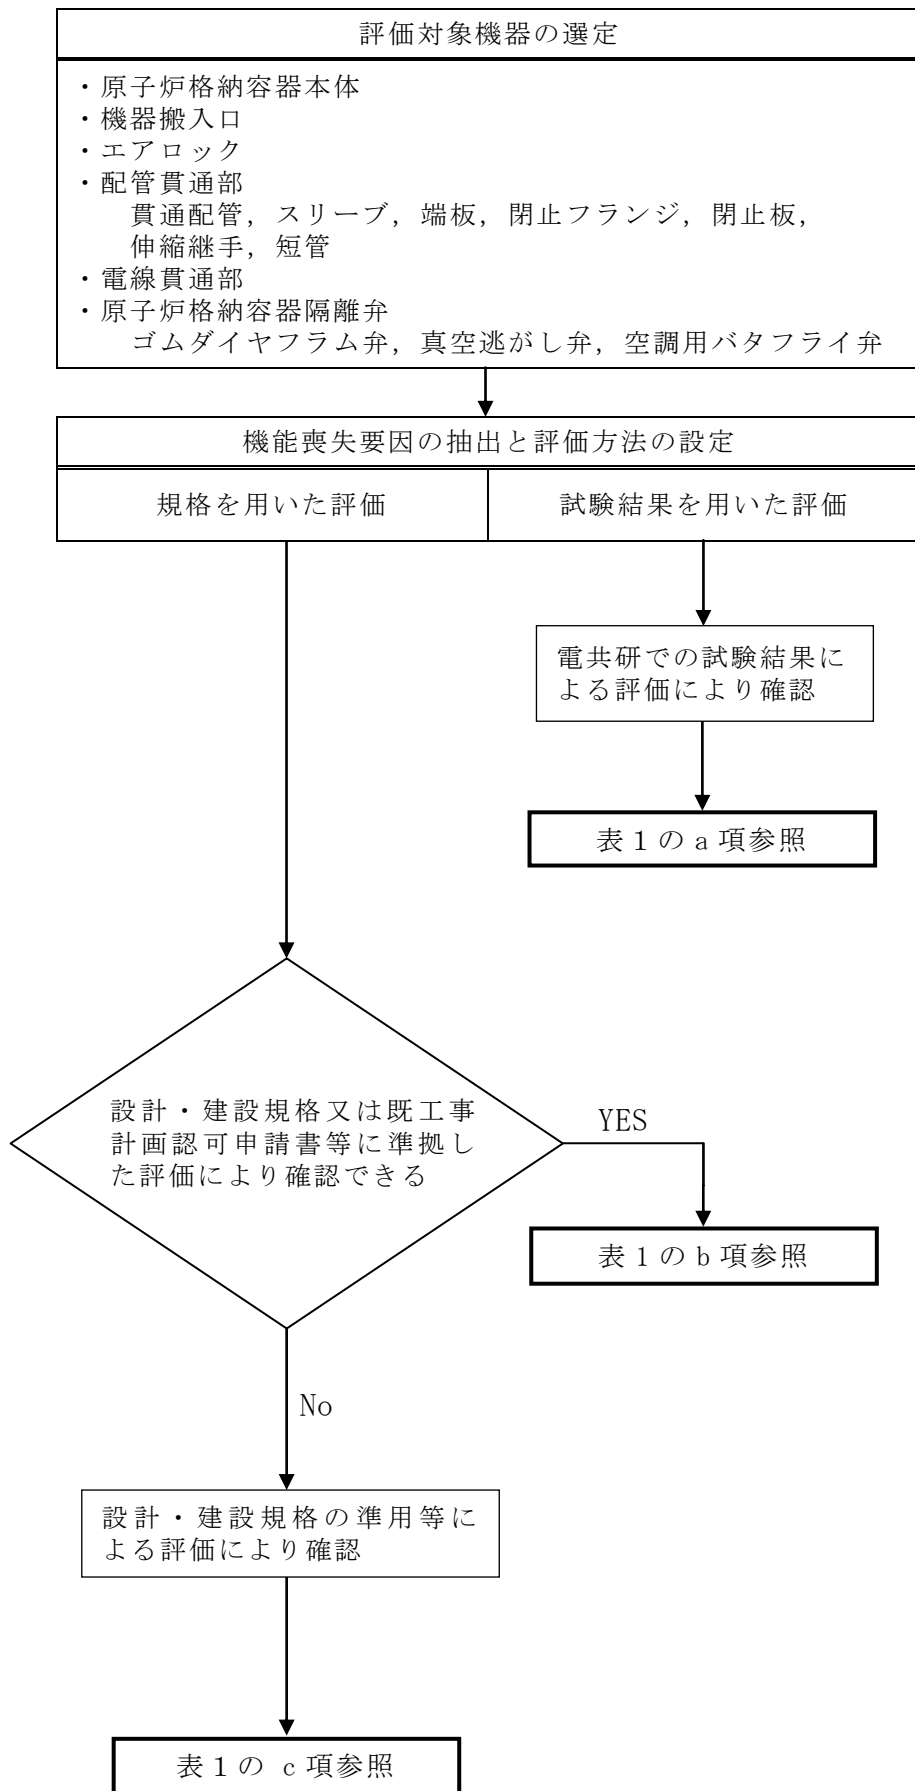 評価対象機器の選定
・原子炉格納容器本体
・機器搬入口
・エアロック
・配管貫通部
貫通配管，スリーブ，端板，閉止フランジ，閉止板，
伸縮継手，短管
・電線貫通部
・原子炉格納容器隔離弁
ゴムダイヤフラム弁，真空逃がし弁，空調用バタフライ弁
機能喪失要因の抽出と評価方法の設定
規格を用いた評価
試験結果を用いた評価
電共研での試験結果に
よる評価により確認
表１のａ項参照
設計・建設規格又は既工事
計画認可申請書等に準拠し
た評価により確認できる
YES
表１のｂ項参照
No
設計・建設規格の準用等に
よる評価により確認
表１の ｃ項参照